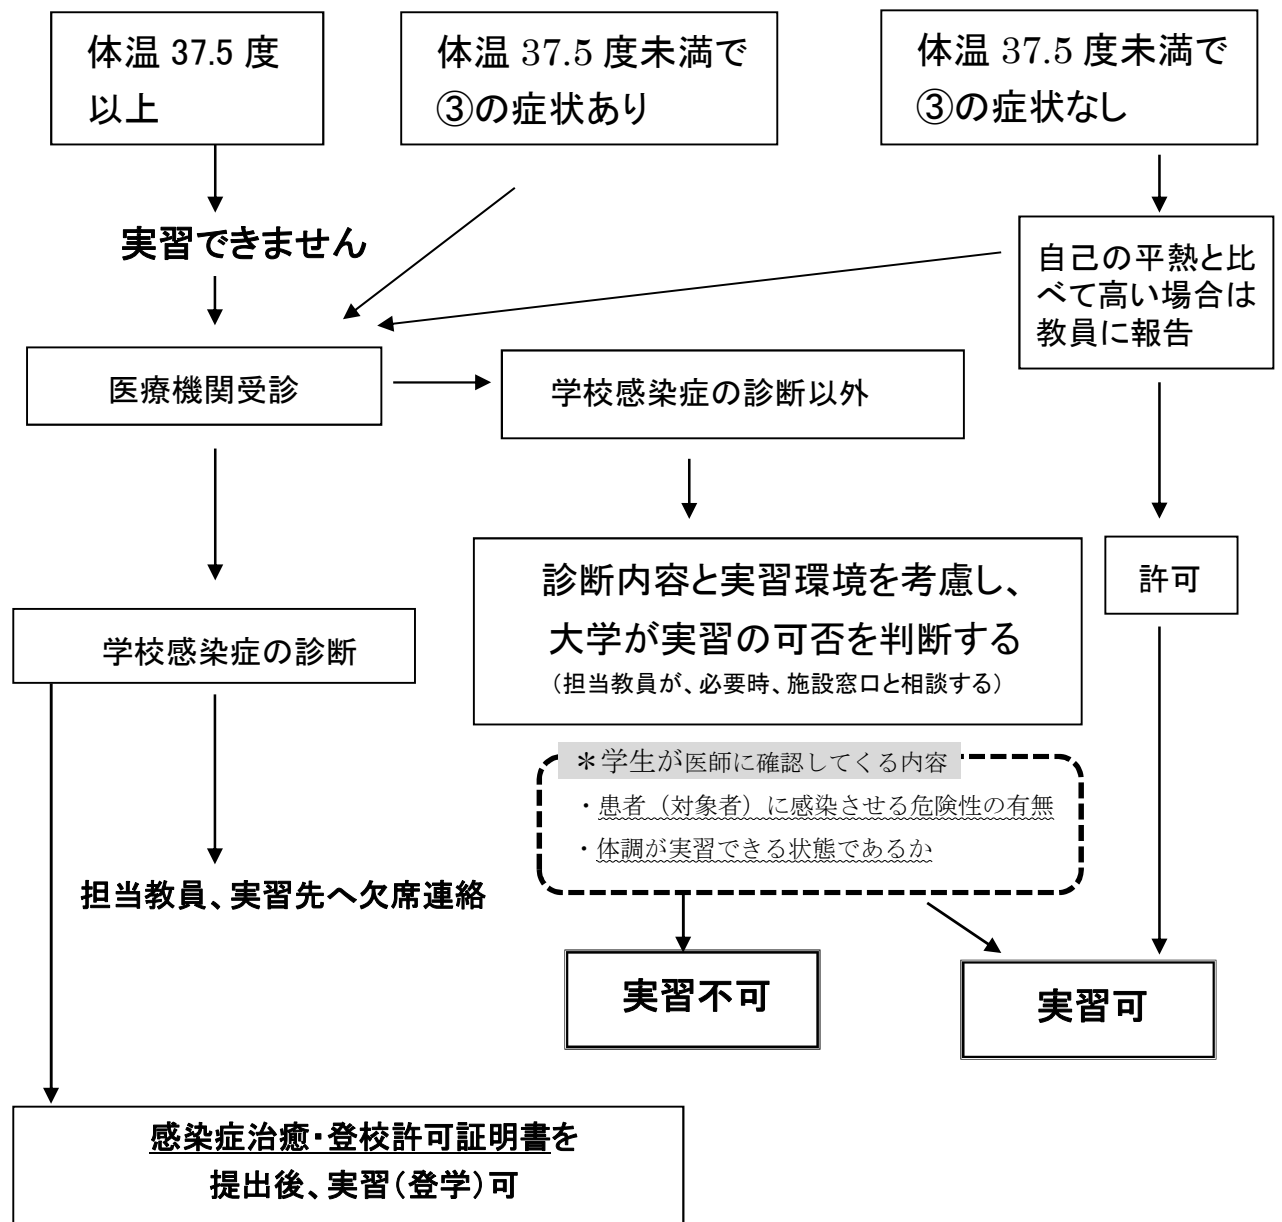 体温 37.5 度
以上
体温 37.5 度未満で
③の症状あり
体温 37.5 度未満で
③の症状なし
実習できません
自己の平熱と比
べて高い場合は
教員に報告
医療機関受診
学校感染症の診断以外
診断内容と実習環境を考慮し、
大学が実習の可否を判断する
（担当教員が、必要時、施設窓口と相談する）
許可
学校感染症の診断
＊学生が医師に確認してくる内容
・患者（対象者）に感染させる危険性の有無
・体調が実習できる状態であるか
担当教員、実習先へ欠席連絡
実習不可
実習可
感染症治癒・登校許可証明書を
提出後、実習（登学）可